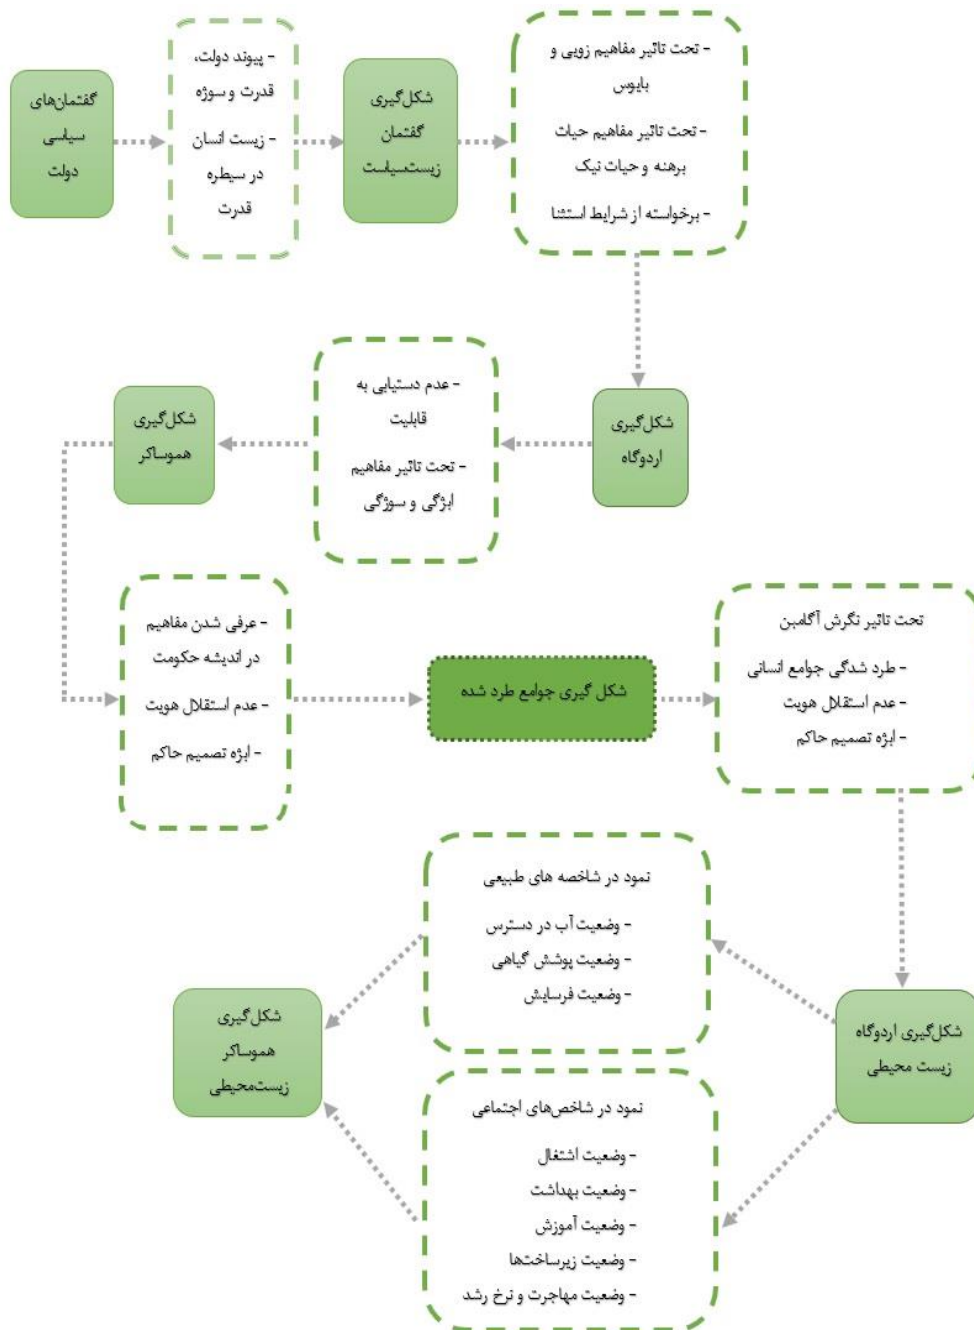 گفتمان‌های
سیاسی
دولت
- پیوند دولت،
قدرت و سوژه
- زیست انسان
در سیطره
قدرت
شکل‌گیری
گفتمان
زیست‌سیاست
- تحت تاثیر مفاهیم زویی و
بایوس
- تحت تاثیر مفاهیم حیات
برهنه و حیات نیک
- برخواسته از شرایط استثنا
شکل‌گیری
اردوگاه
- عدم دستیابی به
قابلیت
- تحت تاثیر مفاهیم
ابژگی و سوژگی
شکل‌گیری
هموساکر
- عرفی شدن مفاهیم
در اندیشه حکومت
- عدم استقلال هویت
- ابژه تصمیم حاکم
شکل گیری جوامع طرد شده
تحت تاثیر نگرش آگامبن
- طرد شدگی جوامع انسانی
- عدم استقلال هویت
- ابژه تصمیم حاکم
شکل‌گیری اردوگاه
زیست محیطی
نمود در شاخصه های طبیعی
- وضعیت آب در دسترس
- وضعیت پوشش گیاهی
- وضعیت فرسایش
نمود در شاخص‌های اجتماعی
- وضعیت اشتغال
- وضعیت بهداشت
- وضعیت آموزش
- وضعیت زیرساخت‌ها
- وضعیت مهاجرت و نرخ رشد
شکل‌گیری
هموساکر
زیست‌محیطی